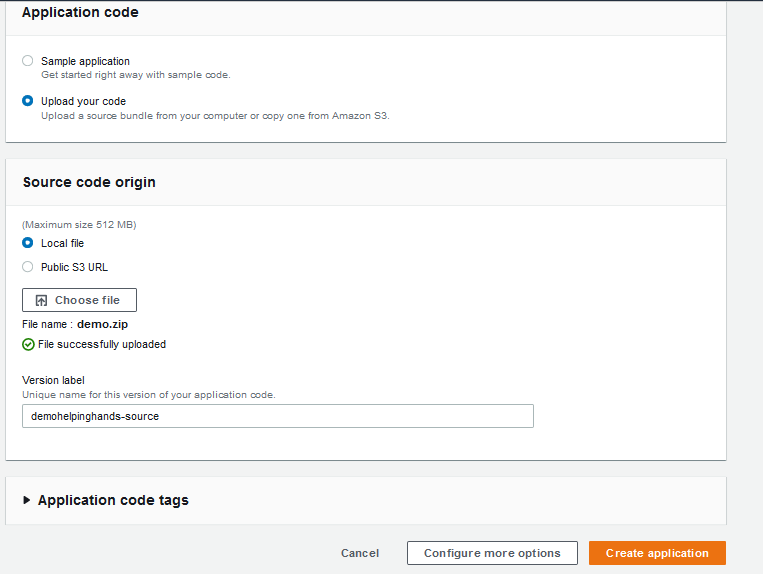 Application code
Sample application
Get started right away with sample code.
Upload your code
Upload a source bundle from your computer or copy one from Amazon S3.
Source code origin
(Maximum size 512 MB)
Local file
Public S3 URL
Choose file
File name : demo.zip
File successfully uploaded
Version label
Unique name for this version of your application code.
demohelpinghands-source
Application code tags
Cancel Configure more options Create application